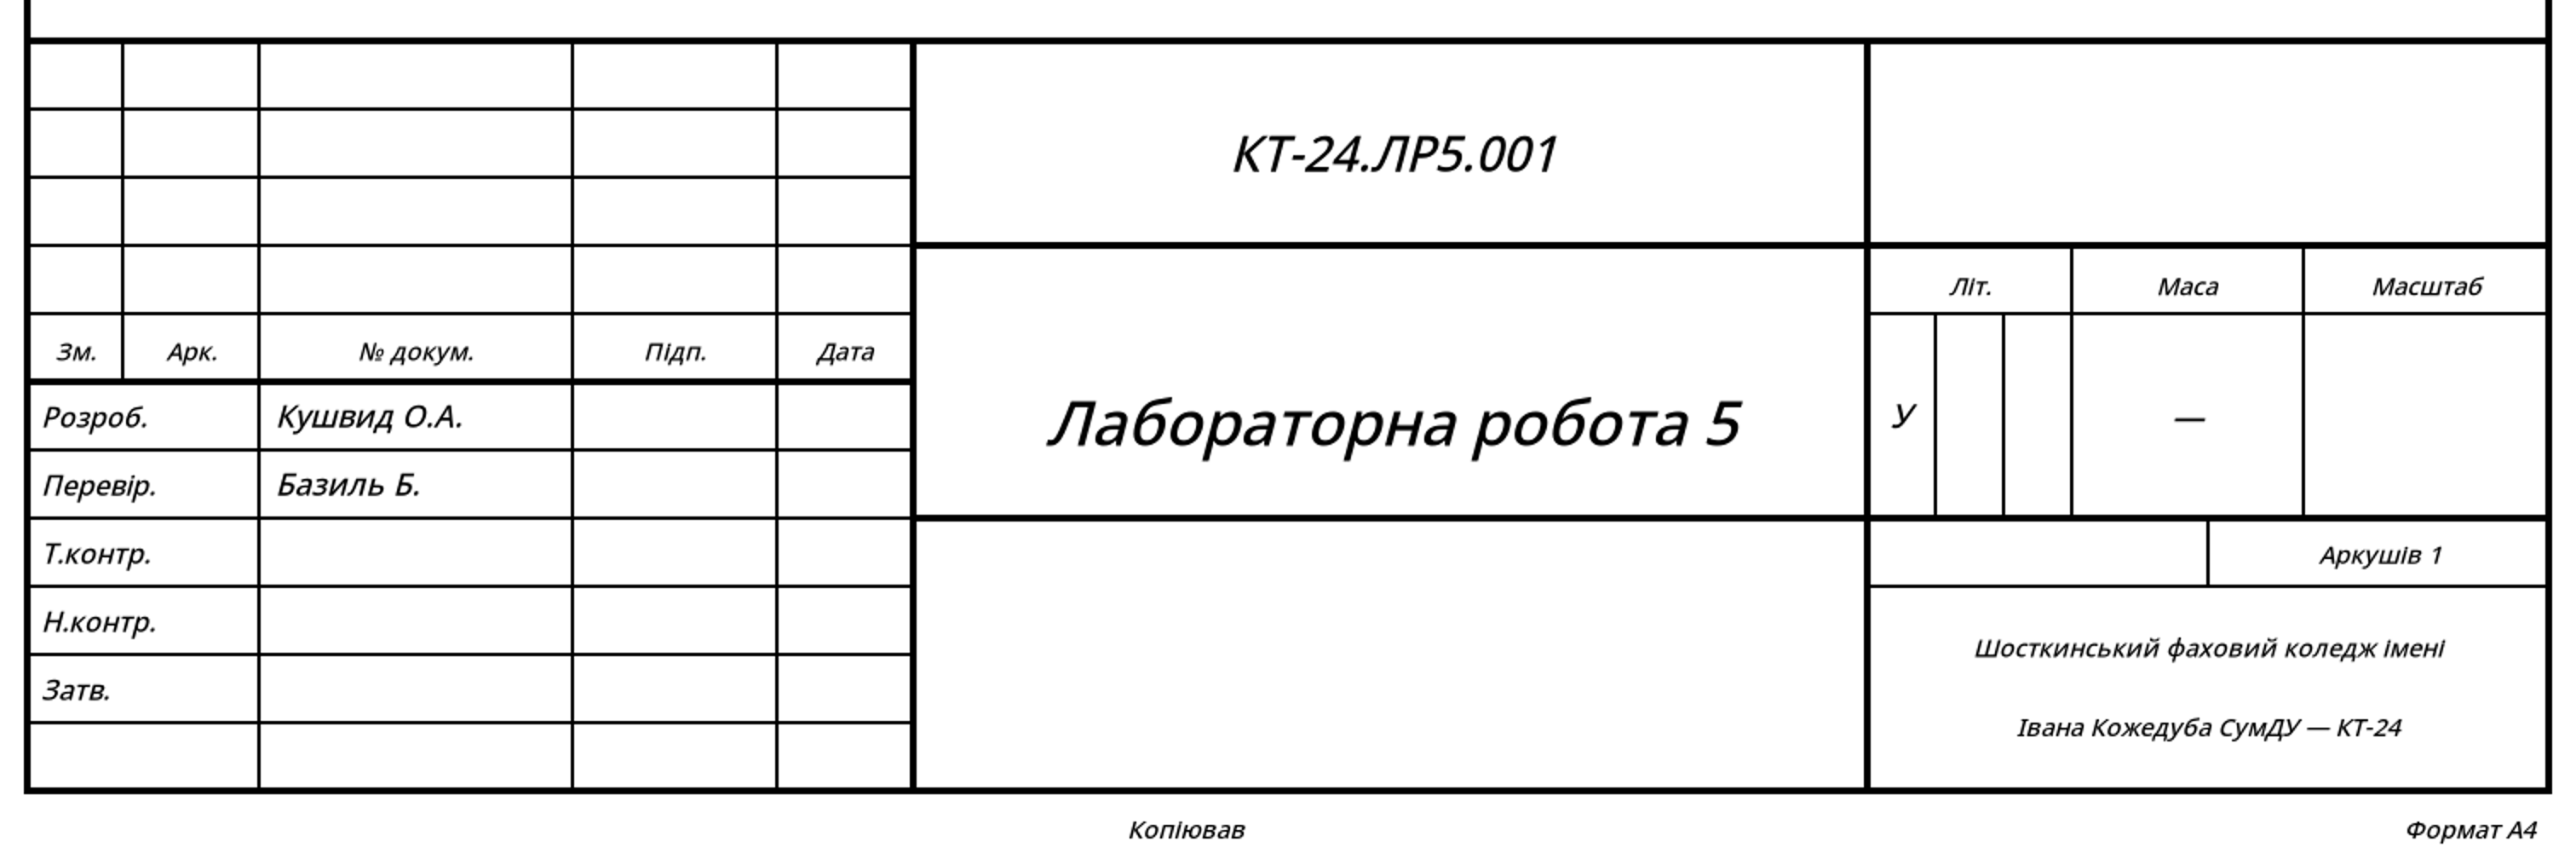 КТ-24.ЛР5.001
Літ. Маса Масштаб
Зм. Арк. № докум. Підп. Дата
Розроб. Кушвид О.А.
Лабораторна робота 5
У —
Перевір. Базиль Б.
Т.контр.
Аркушів 1
Н.контр.
Шосткинський фаховий коледж імені
Затв.
Івана Кожедуба СумДУ — КТ-24
Копіював
Формат А4